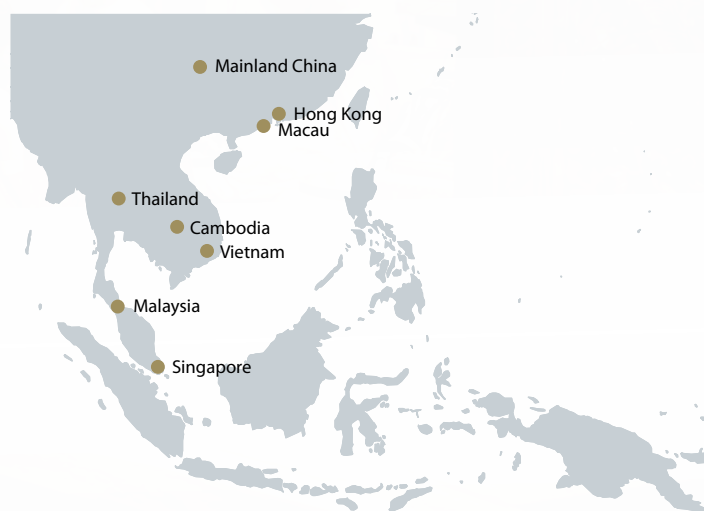 Mainland China
Hong Kong
Macau
Thailand
Cambodia
Vietnam
Malaysia
Singapore